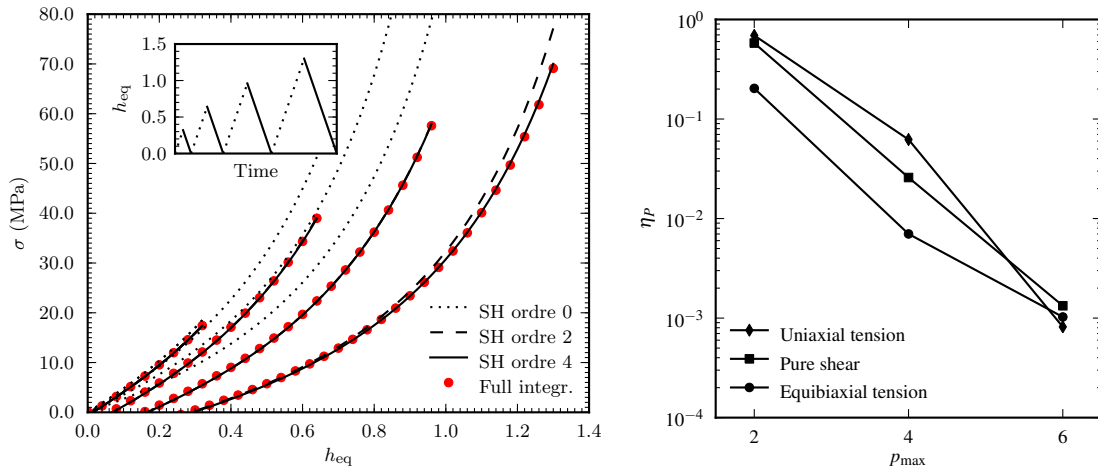 80.0
70.0
60.0
50.0
40.0
30.0
20.0
10.0
0.0
σ (MPa)
0.0 0.2 0.4 0.6 0.8 1.0 1.2 1.4
h_eq
1.5
1.0
0.5
0.0
h_eq
Time
SH ordre 0
SH ordre 2
SH ordre 4
Full integr.
10^0
10^{-1}
10^{-2}
10^{-3}
10^{-4}
η_P
2 4 6
p_max
Uniaxial tension
Pure shear
Equibiaxial tension